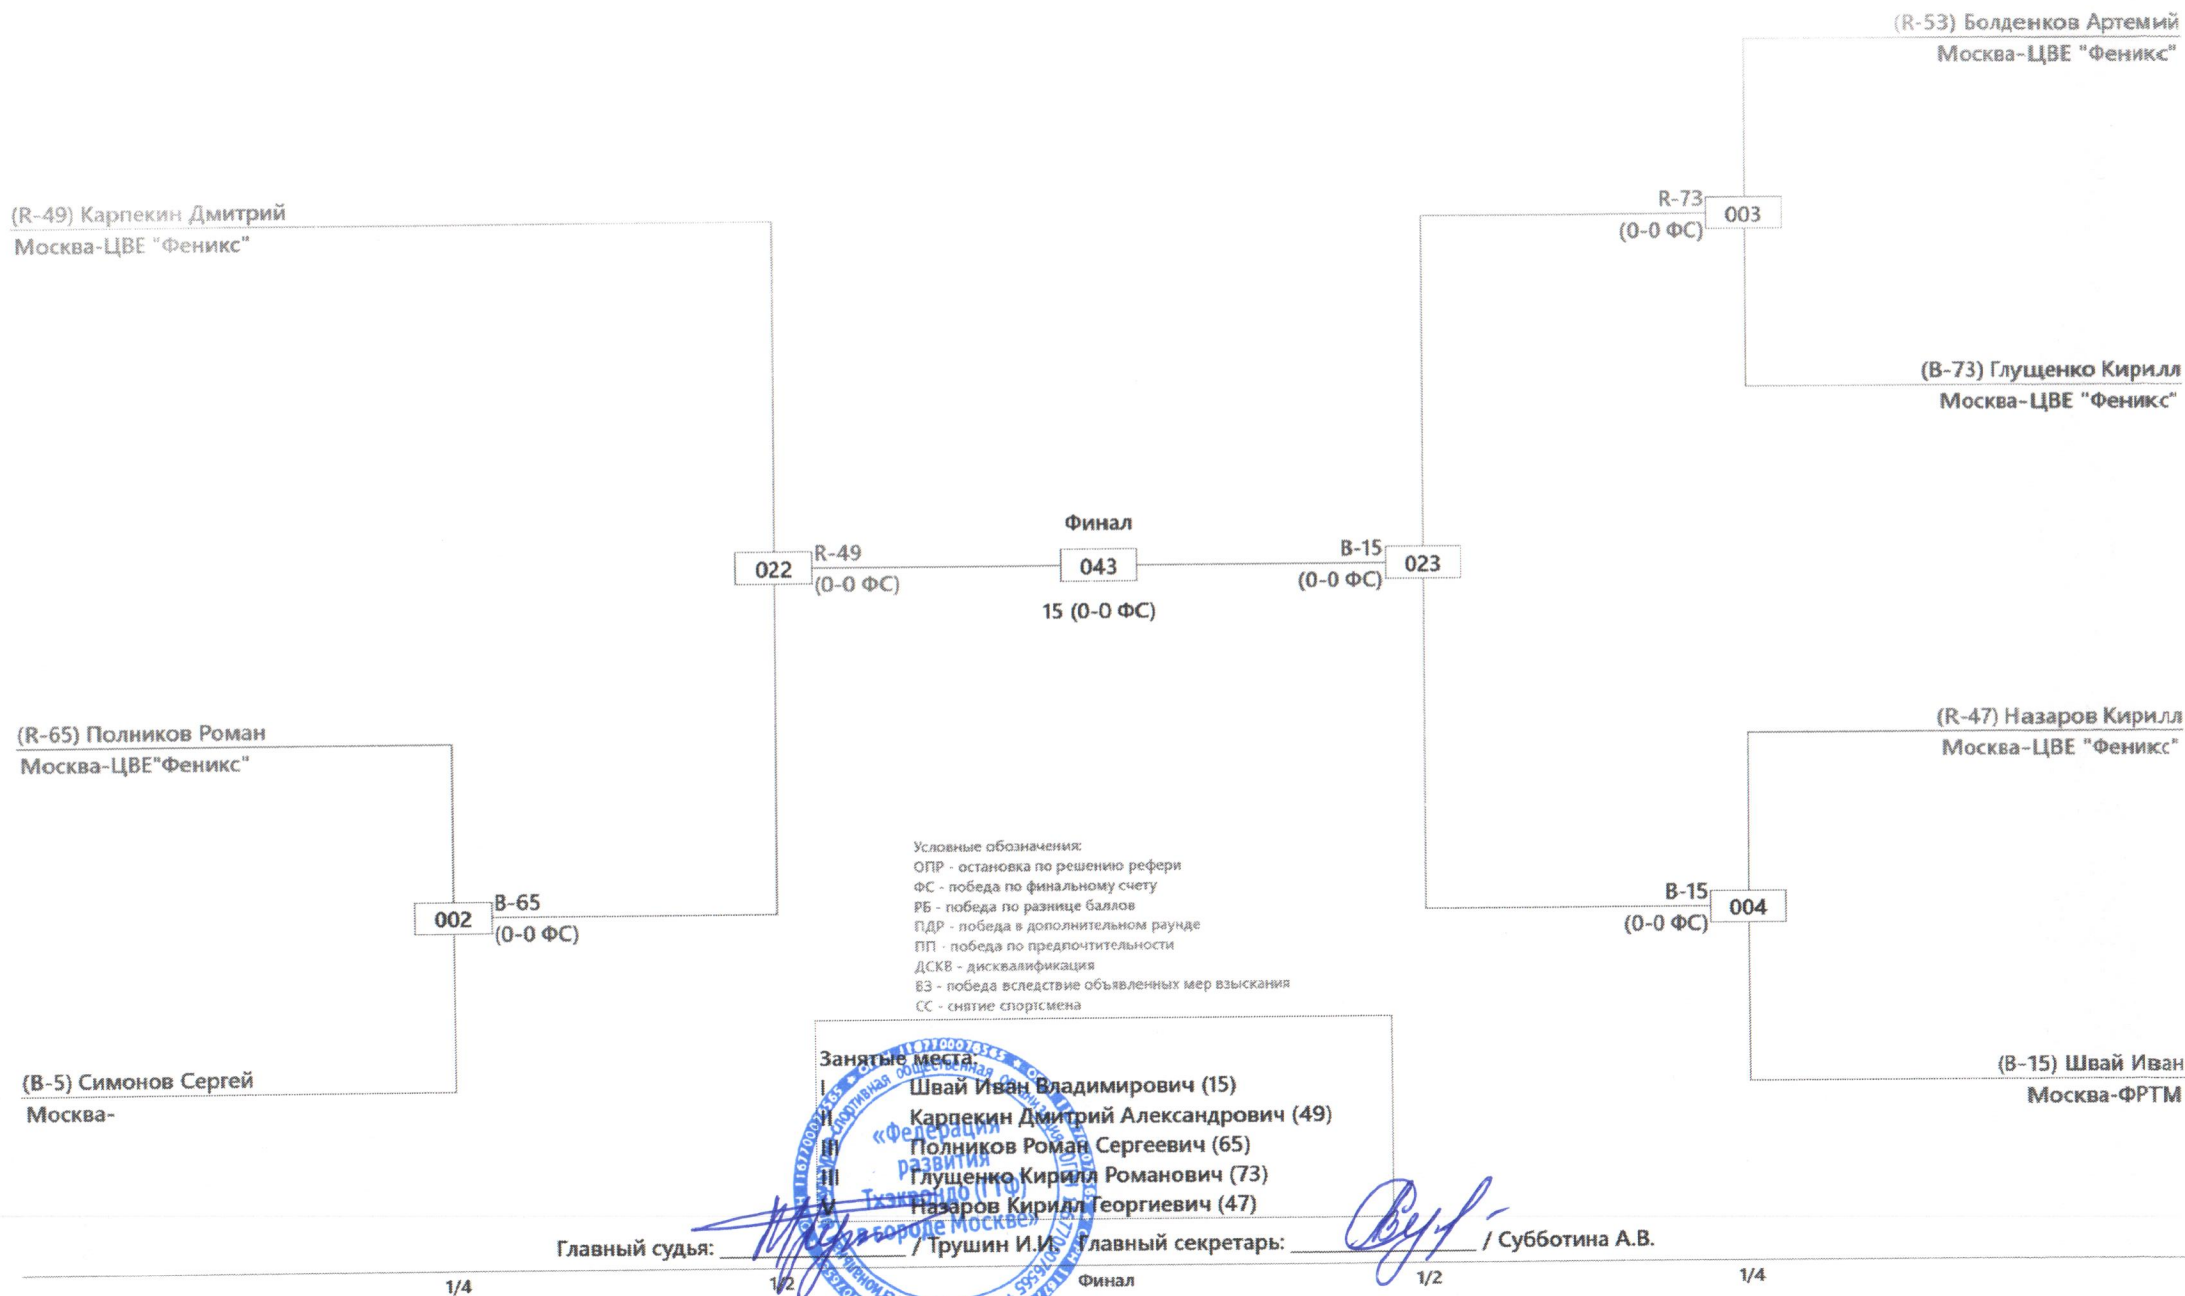 (R-53) Болденков Артемий
Москва-ЦВЕ "Феникс"
(R-49) Карпекин Дмитрий
Москва-ЦВЕ "Феникс"
R-73
(0-0 ФС)
003
(B-73) Глущенко Кирилл
Москва-ЦВЕ "Феникс"
Финал
022
R-49
(0-0 ФС)
043
15 (0-0 ФС)
B-15
(0-0 ФС)
023
(R-65) Полников Роман
Москва-ЦВЕ"Феникс"
(R-47) Назаров Кирилл
Москва-ЦВЕ "Феникс"
002
B-65
(0-0 ФС)
Условные обозначения:
ОПР - остановка по решению рефери
ФС - победа по финальному счету
РБ - победа по разнице баллов
ПДР - победа в дополнительном раунде
ПП - победа по предпочтительности
ДСКВ - дисквалификация
ВЗ - победа вследствие объявленных мер взыскания
СС - снятие спортсмена
B-15
(0-0 ФС)
004
(B-5) Симонов Сергей
Москва-
(B-15) Швай Иван
Москва-ФРТМ
Занятые места:
I Швай Иван Владимирович (15)
II Карпекин Дмитрий Александрович (49)
III Полников Роман Сергеевич (65)
III Глущенко Кирилл Романович (73)
V Назаров Кирилл Георгиевич (47)
«Федерация
развития
Тхэквондо (ГТФ)
в городе Москве»
Главный судья: / Трушин И.И. Главный секретарь: / Субботина А.В.
1/4 1/2 Финал 1/2 1/4